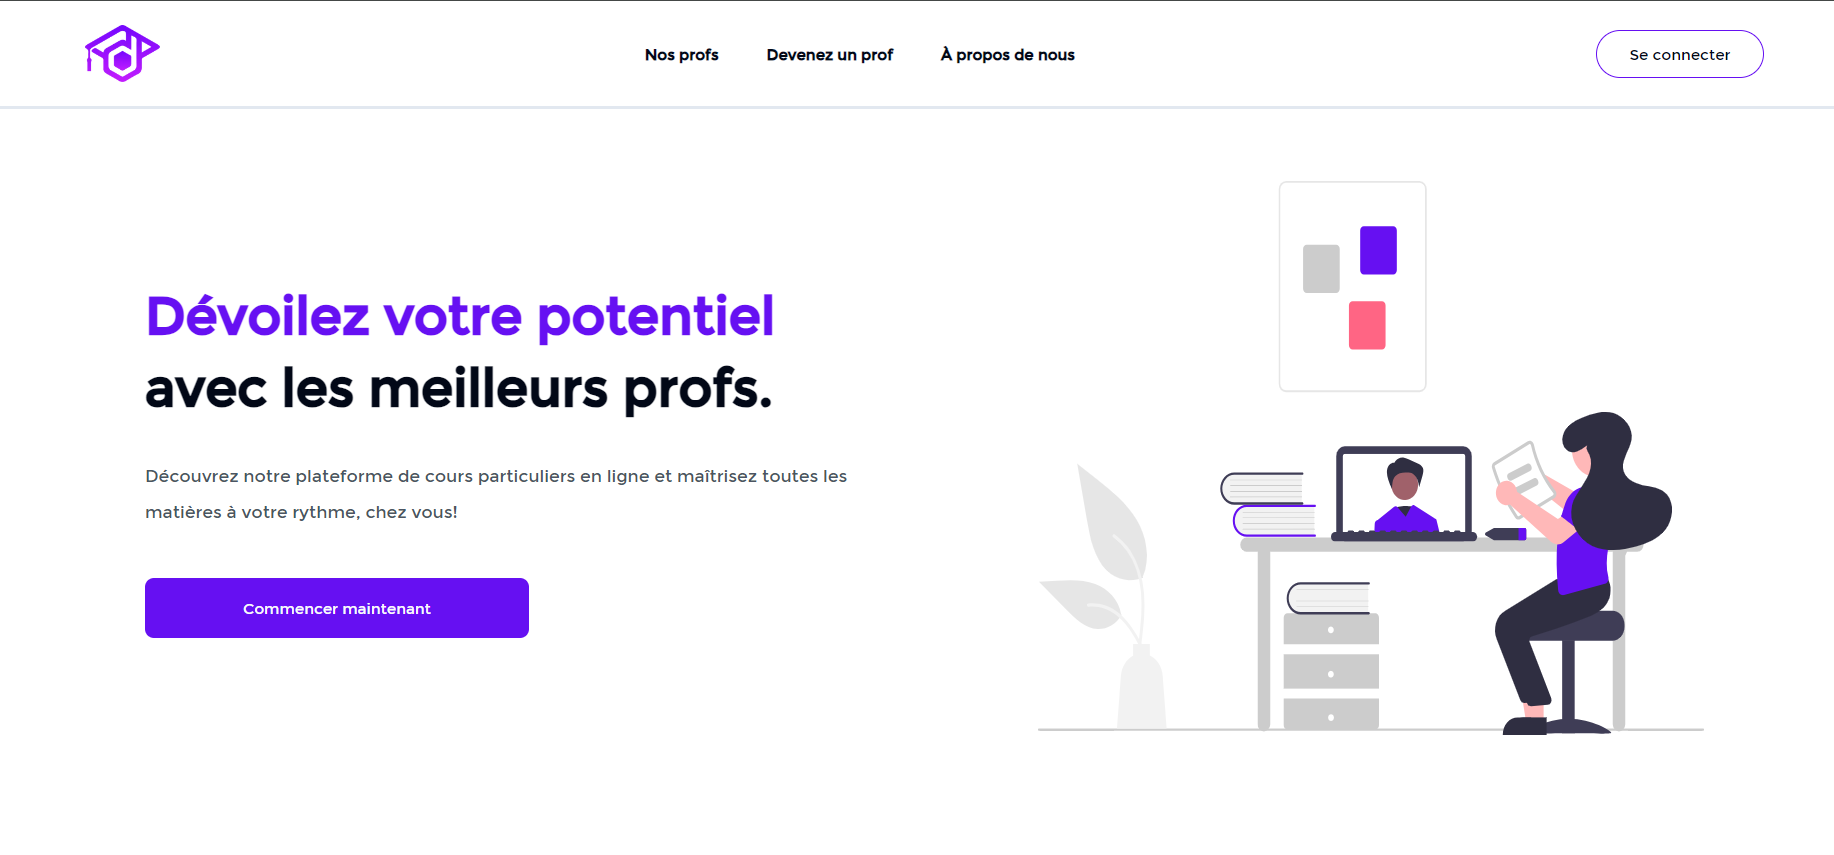 Nos profs
Devenez un prof
À propos de nous
Se connecter
Dévoilez votre potentiel
avec les meilleurs profs.
Découvrez notre plateforme de cours particuliers en ligne et maîtrisez toutes les
matières à votre rythme, chez vous!
Commencer maintenant